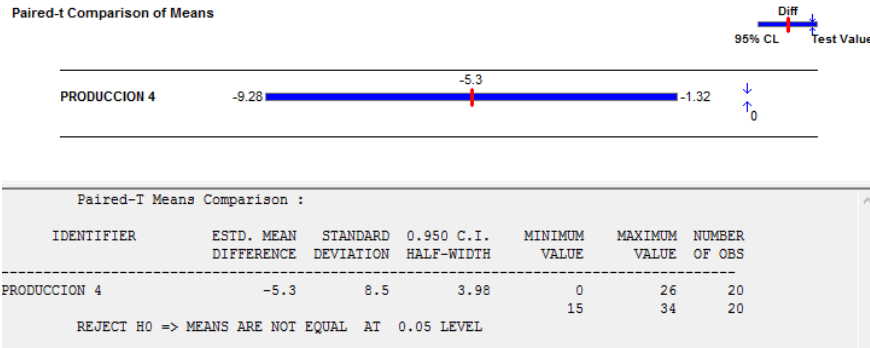 Paired-t Comparison of Means
Diff
95% CL Test Value
-5.3
PRODUCCION 4 -9.28 -1.32
0
Paired-T Means Comparison :
IDENTIFIER ESTD. MEAN STANDARD 0.950 C.I. MINIMUM MAXIMUM NUMBER
DIFFERENCE DEVIATION HALF-WIDTH VALUE VALUE OF OBS
PRODUCCION 4 -5.3 8.5 3.98 0 26 20
15 34 20
REJECT H0 => MEANS ARE NOT EQUAL AT 0.05 LEVEL